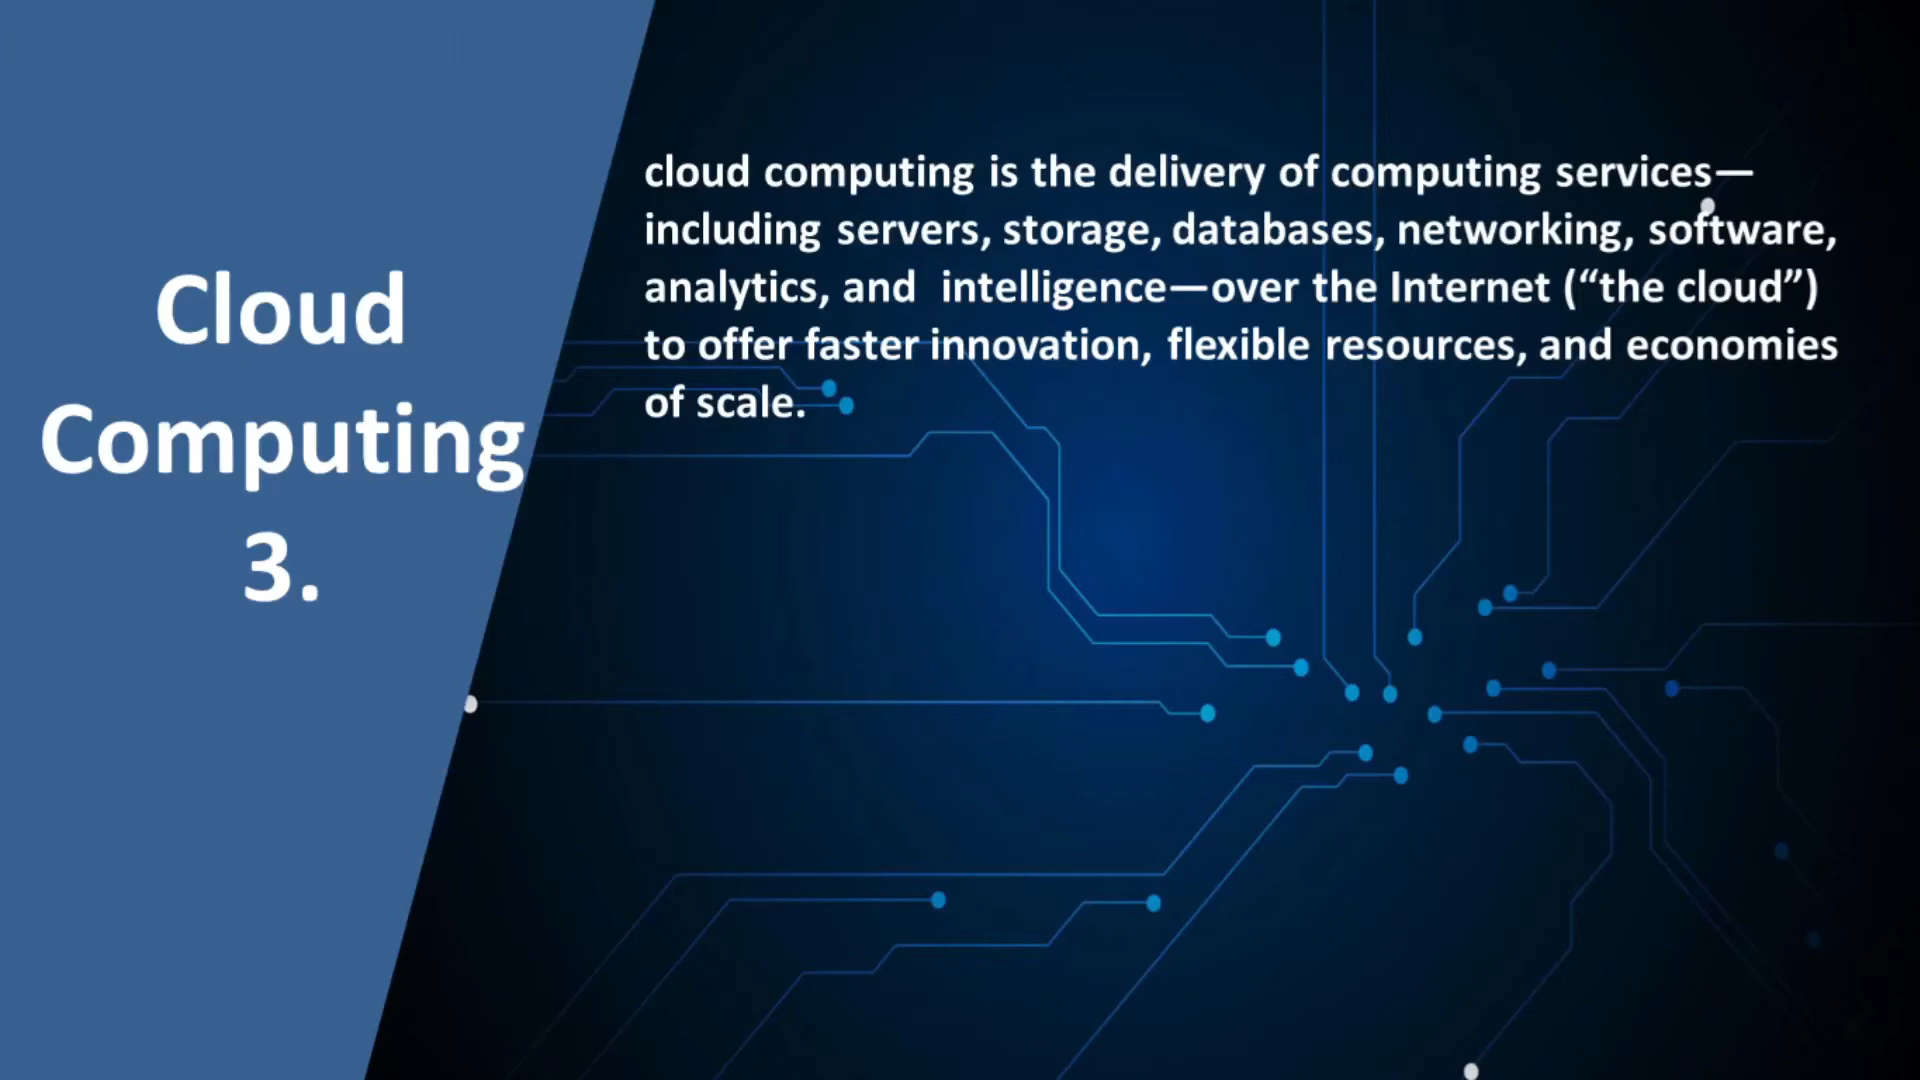 Cloud
Computing
3.
cloud computing is the delivery of computing services—
including servers, storage, databases, networking, software,
analytics, and  intelligence—over the Internet (“the cloud”)
to offer faster innovation, flexible resources, and economies
of scale.